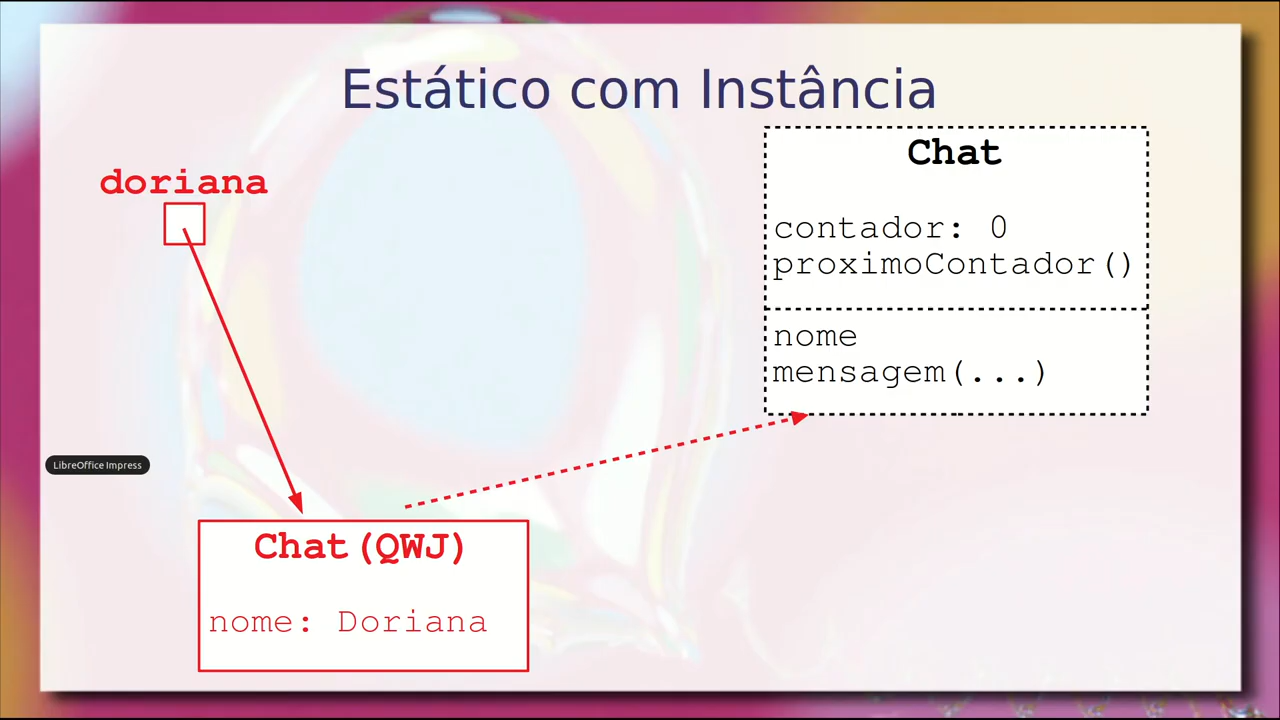 Estático com Instância
doriana
Chat
contador: 0
proximoContador()
nome
mensagem(...)
LibreOffice Impress
Chat(QWJ)
nome: Doriana